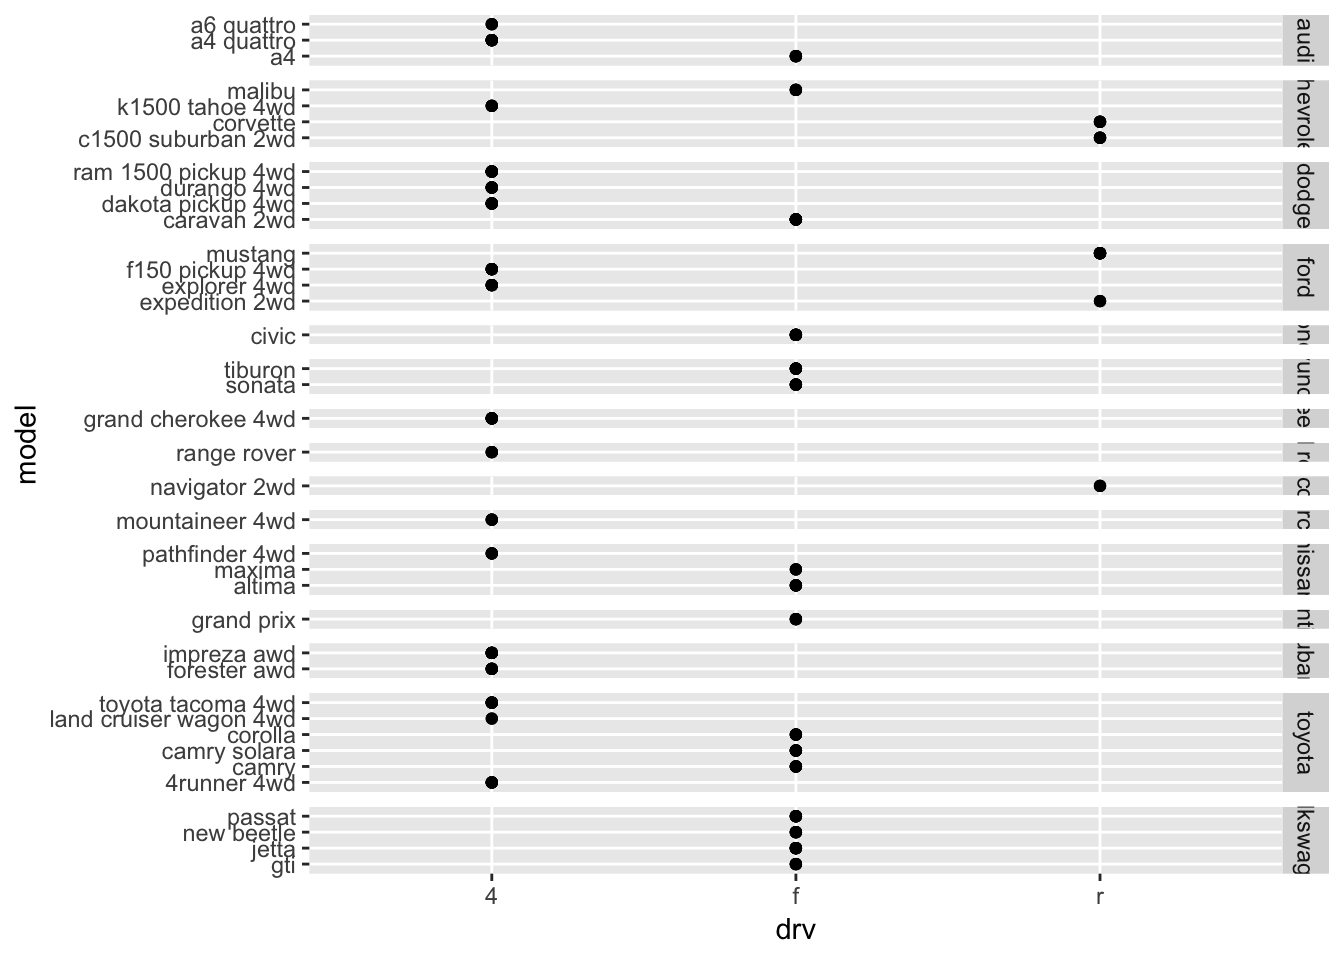 a6 quattro
a4 quattro
a4
audi
malibu
k1500 tahoe 4wd
corvette
c1500 suburban 2wd
hevrole
ram 1500 pickup 4wd
durango 4wd
dakota pickup 4wd
caravan 2wd
dodge
mustang
f150 pickup 4wd
explorer 4wd
expedition 2wd
ford
civic
tiburon
sonata
grand cherokee 4wd
range rover
navigator 2wd
mountaineer 4wd
pathfinder 4wd
maxima
altima
nissan
grand prix
impreza awd
forester awd
toyota tacoma 4wd
land cruiser wagon 4wd
corolla
camry solara
camry
4runner 4wd
toyota
passat
new beetle
jetta
gti
kswag
model
4 f r
drv